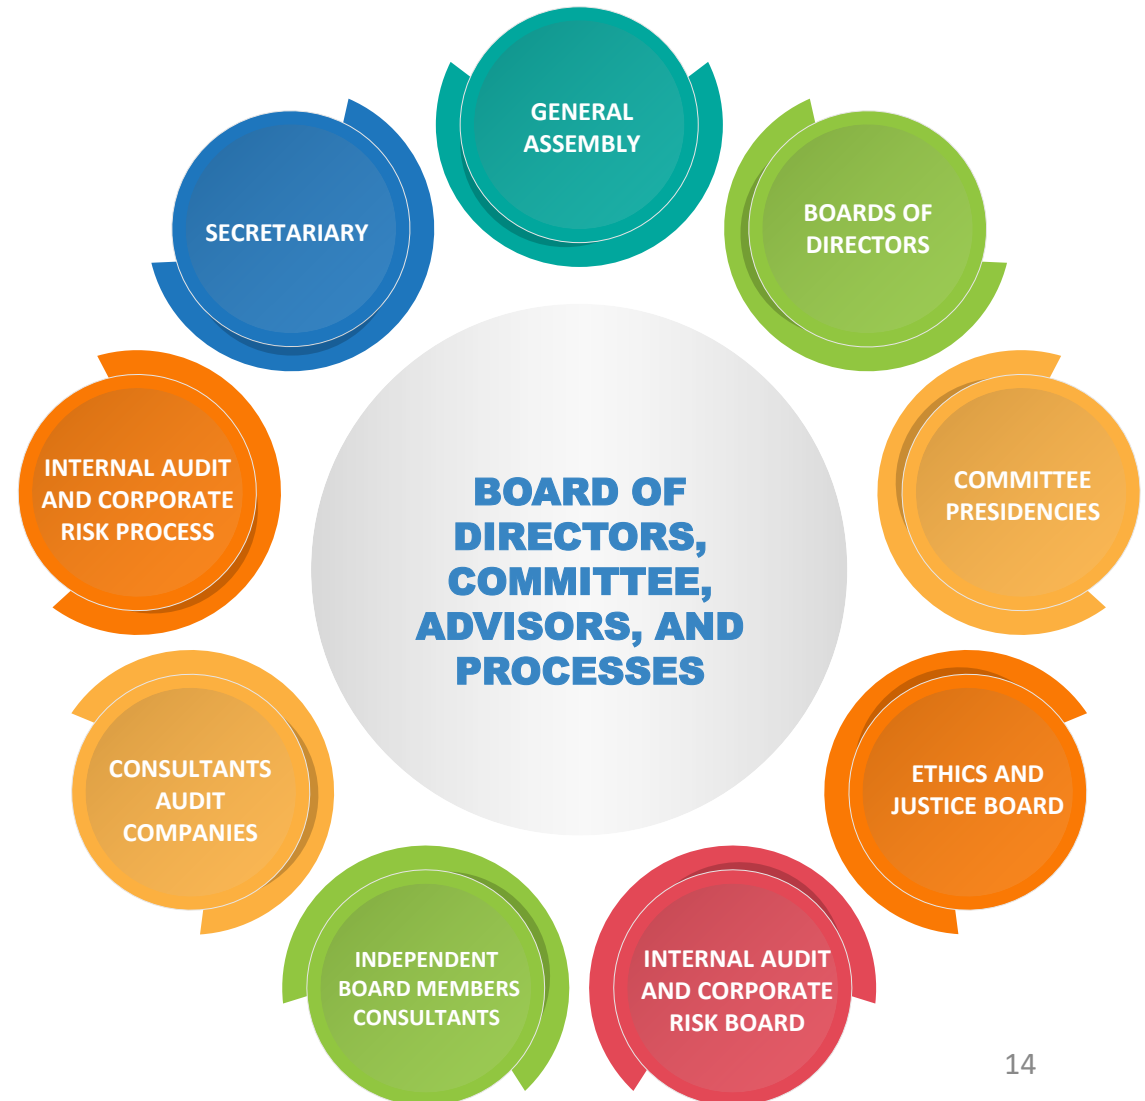 GENERAL
ASSEMBLY
BOARDS OF
DIRECTORS
SECRETARIARY
COMMITTEE
PRESIDENCIES
INTERNAL AUDIT
AND CORPORATE
RISK PROCESS
BOARD OF
DIRECTORS,
COMMITTEE,
ADVISORS, AND
PROCESSES
ETHICS AND
JUSTICE BOARD
CONSULTANTS
AUDIT
COMPANIES
INTERNAL AUDIT
AND CORPORATE
RISK BOARD
INDEPENDENT
BOARD MEMBERS
CONSULTANTS
14